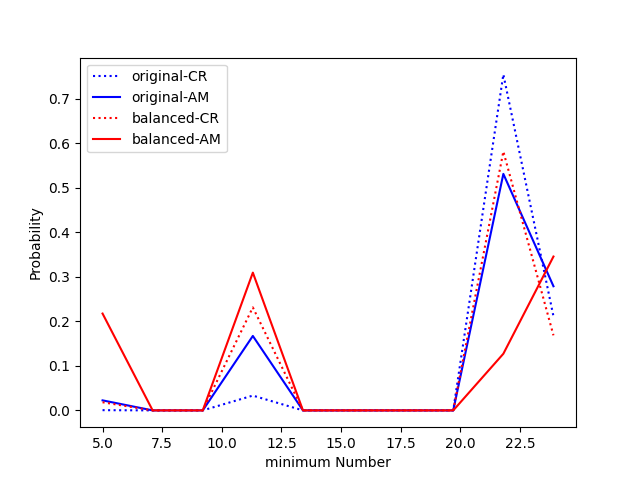 original-CR
original-AM
balanced-CR
balanced-AM
0.7
0.6
0.5
0.4
0.3
0.2
0.1
0.0
Probability
5.0 7.5 10.0 12.5 15.0 17.5 20.0 22.5
minimum Number